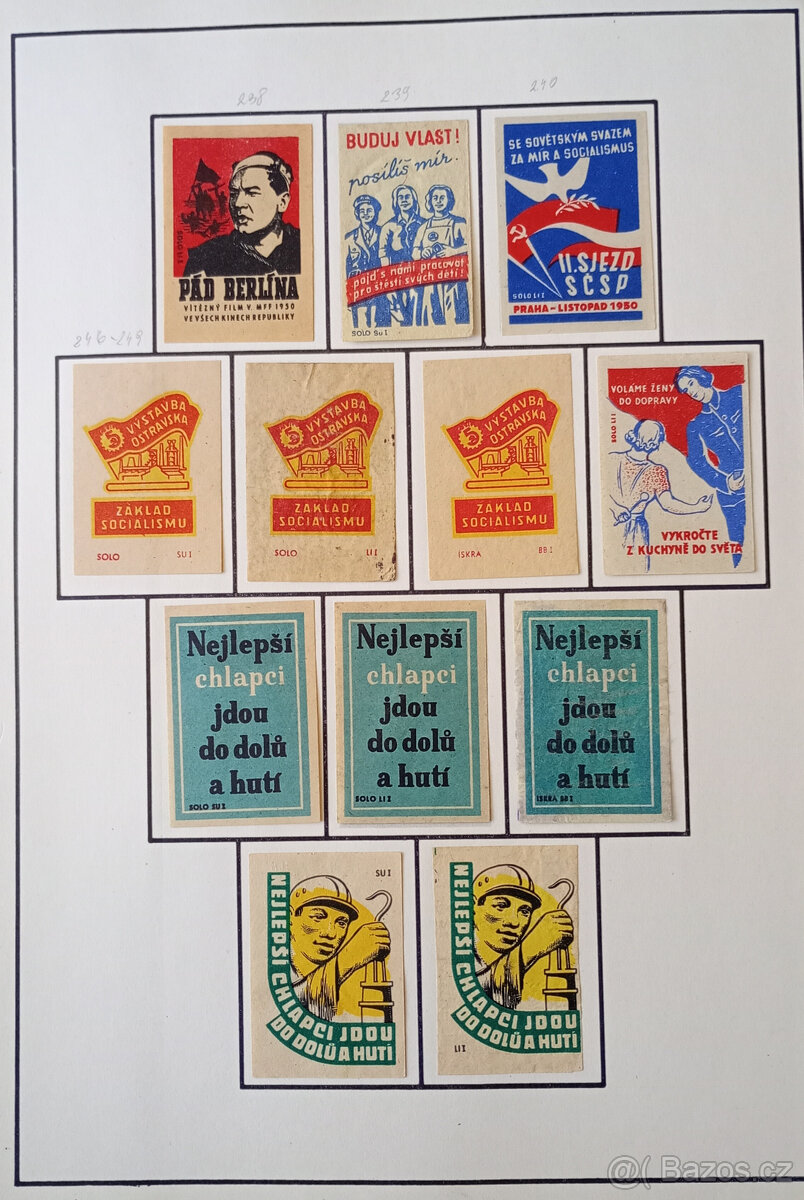 238
239
240
PÁD BERLÍNA
VÍTĚZNÝ FILM V. MFF 1950
VE VŠECH KINECH REPUBLIKY
SOLO LI I
BUDUJ VLAST!
posílíš mír.
pojď s námi pracovat
pro štěstí svých dětí!
SOLO SU I
SE SOVĚTSKÝM SVAZEM
ZA MÍR A SOCIALISMUS
II. SJEZD
SČSP
SOLO LI I
PRAHA - LISTOPAD 1950
246-249
VÝSTAVBA
OSTRAVSKA
ZÁKLAD
SOCIALISMU
SOLO SU I
VÝSTAVBA
OSTRAVSKA
ZÁKLAD
SOCIALISMU
SOLO LI I
VÝSTAVBA
OSTRAVSKA
ZÁKLAD
SOCIALISMU
ISKRA BB I
VOLÁME ŽENY
DO DOPRAVY
SOLO LI I
VYKROČTE
Z KUCHYNĚ DO SVĚTA
Nejlepší
chlapci
jdou
do dolů
a hutí
SOLO SU I
Nejlepší
chlapci
jdou
do dolů
a hutí
SOLO LI I
Nejlepší
chlapci
jdou
do dolů
a hutí
ISKRA BB I
SU I
NEJLEPŠÍ CHLAPCI JDOU
DO DOLŮ A HUTÍ
NEJLEPŠÍ CHLAPCI JDOU
DO DOLŮ A HUTÍ
LI I
@( Bazos.cz